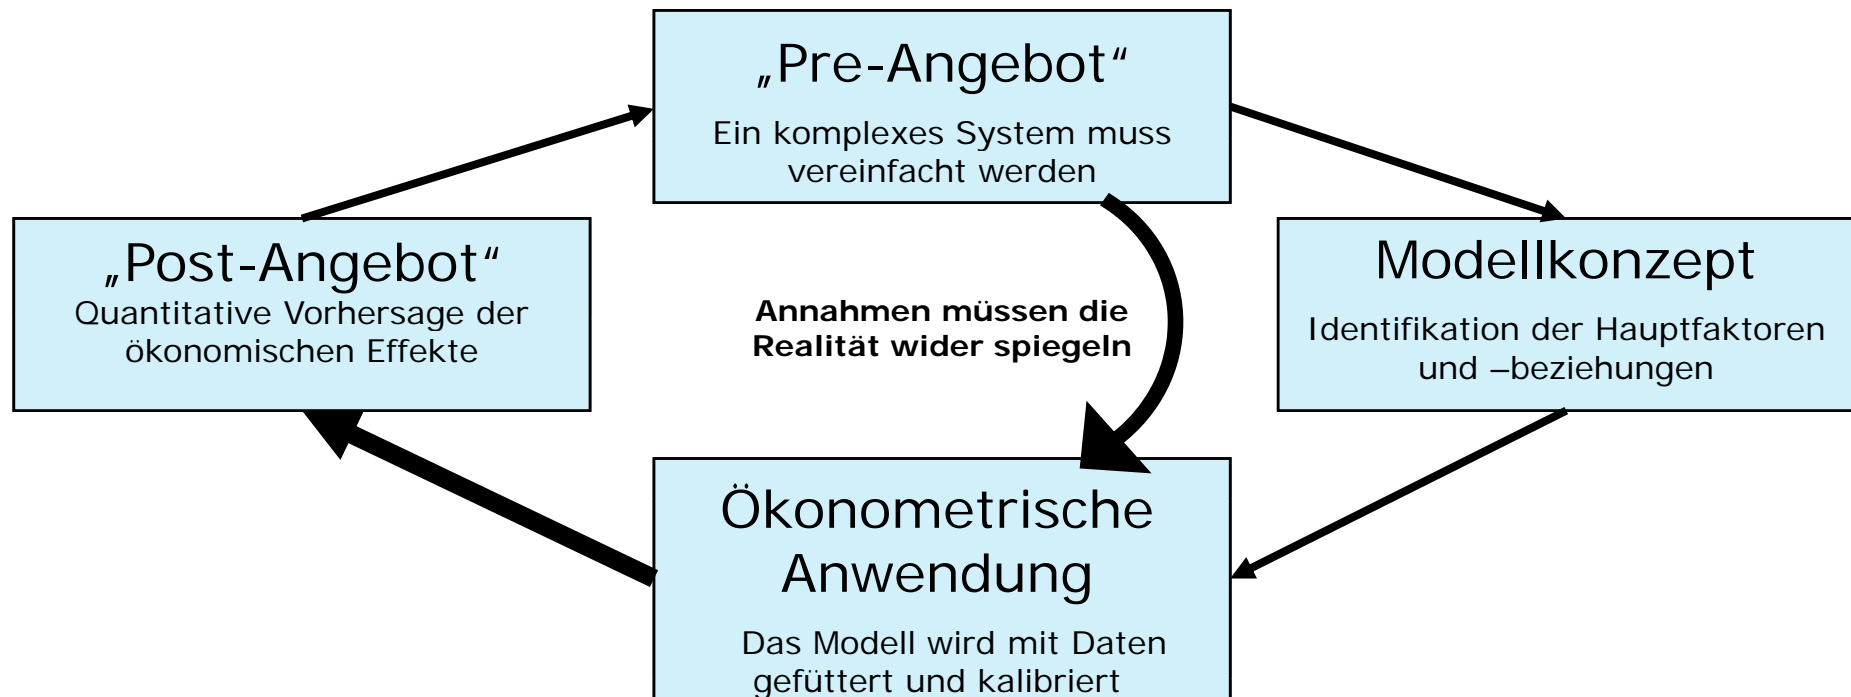 „Pre-Angebot“
Ein komplexes System muss
vereinfacht werden
„Post-Angebot“
Quantitative Vorhersage der
ökonomischen Effekte
Annahmen müssen die
Realität wider spiegeln
Modellkonzept
Identifikation der Hauptfaktoren
und –beziehungen
Ökonometrische
Anwendung
Das Modell wird mit Daten
gefüttert und kalibriert